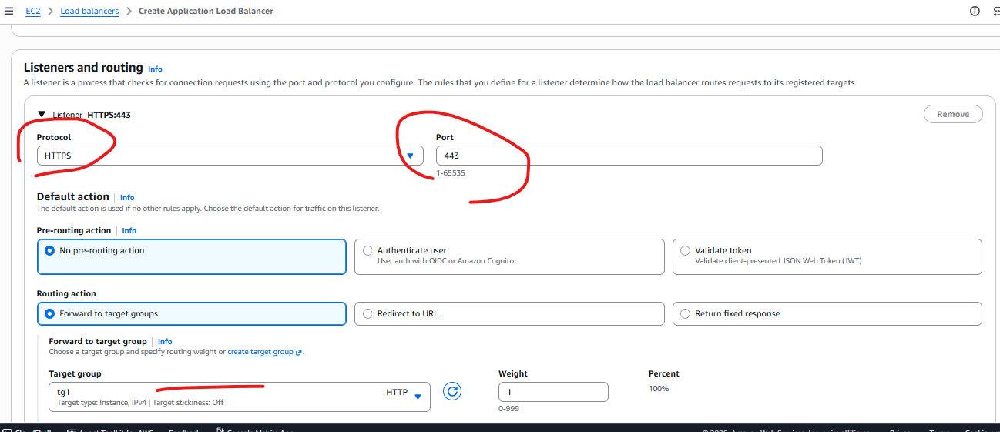 EC2 > Load balancers > Create Application Load Balancer
Listeners and routing Info
A listener is a process that checks for connection requests using the port and protocol you configure. The rules that you define for a listener determine how the load balancer routes requests to its registered targets.
Listener HTTPS:443 Remove
Protocol Port
HTTPS 443
1-65535
Default action Info
The default action is used if no other rules apply. Choose the default action for traffic on this listener.
Pre-routing action Info
No pre-routing action Authenticate user Validate token
User auth with OIDC or Amazon Cognito Validate client-presented JSON Web Token (JWT)
Routing action
Forward to target groups Redirect to URL Return fixed response
Forward to target group Info
Choose a target group and specify routing weight or create target group .
Target group Weight Percent
tg1 HTTP 1 100%
Target type: Instance, IPv4 | Target stickiness: Off
0-999